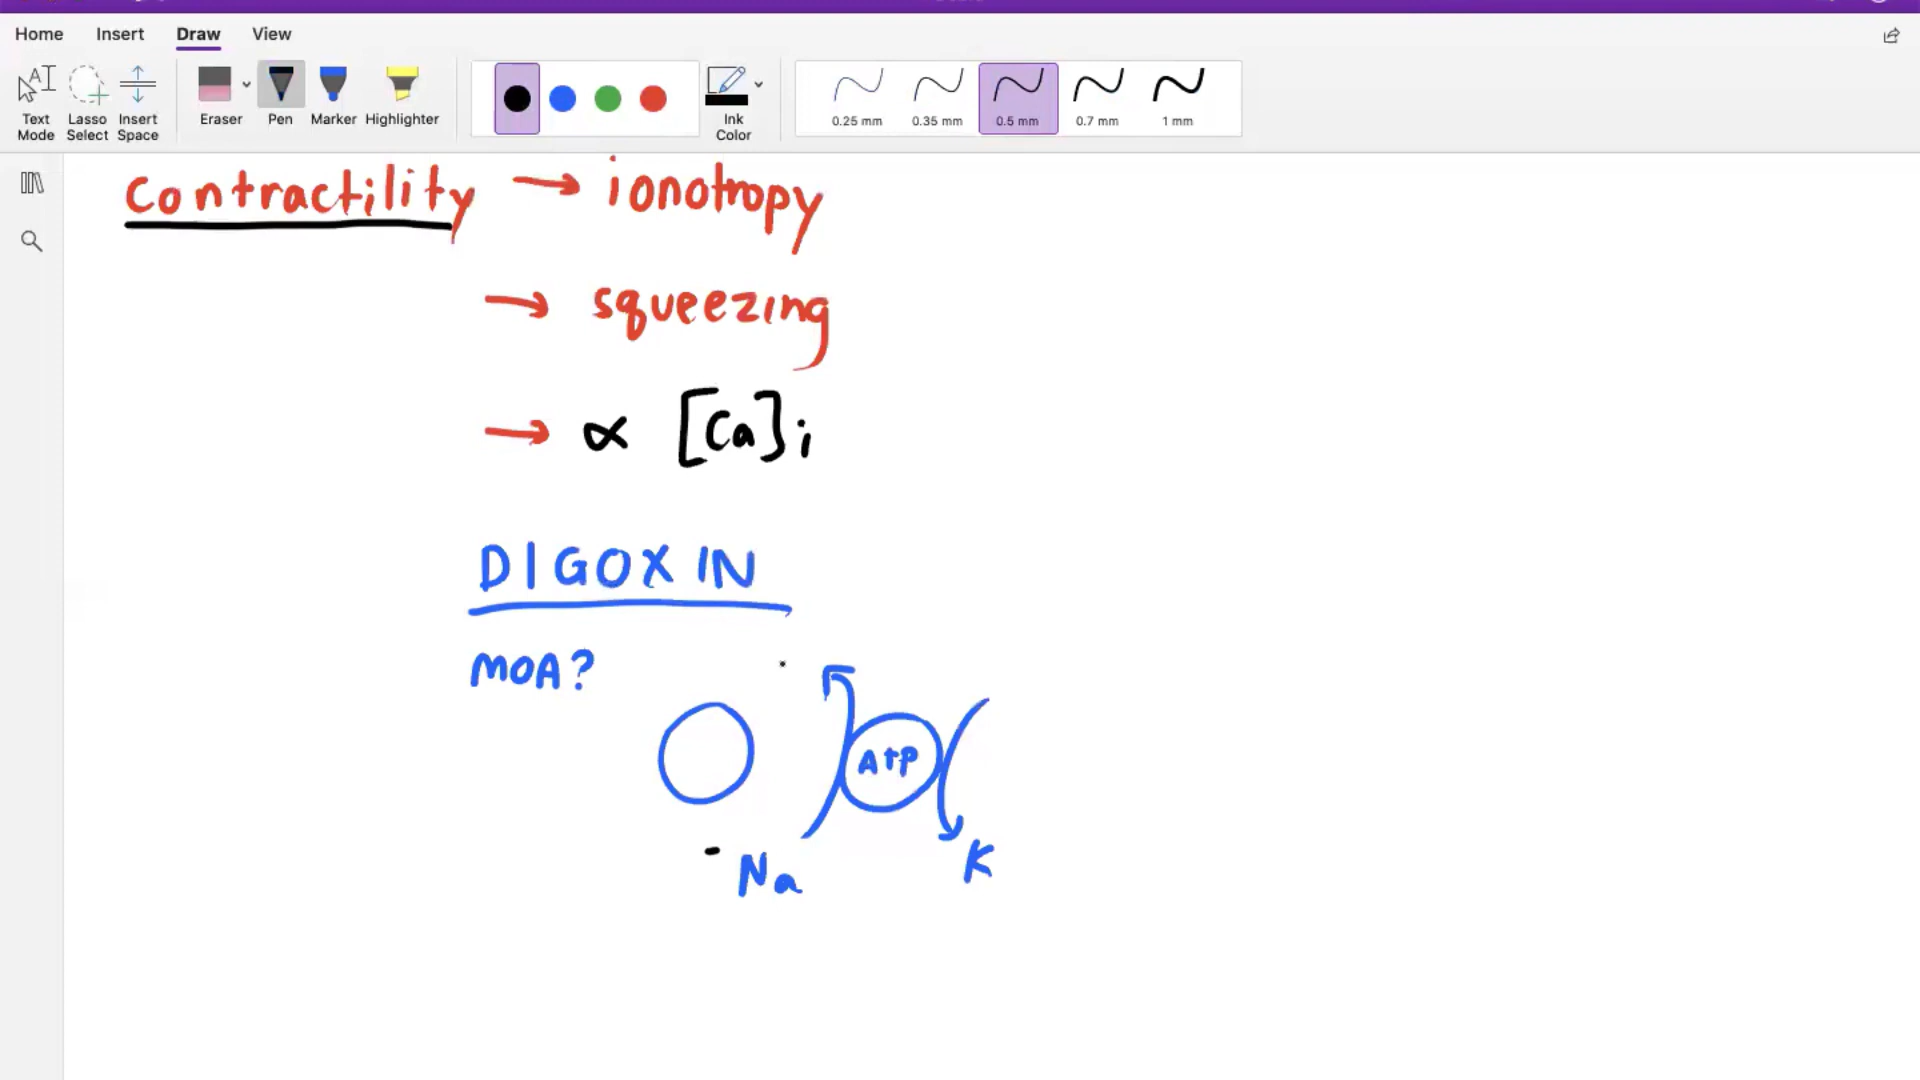 Home Insert Draw View
Text Mode Lasso Select Insert Space Eraser Pen Marker Highlighter Ink Color 0.25 mm 0.35 mm 0.5 mm 0.7 mm 1 mm
Contractility → ionotropy
→ squeezing
→ ∝ [Ca]i
DIGOXIN
MOA?
ATP
Na K